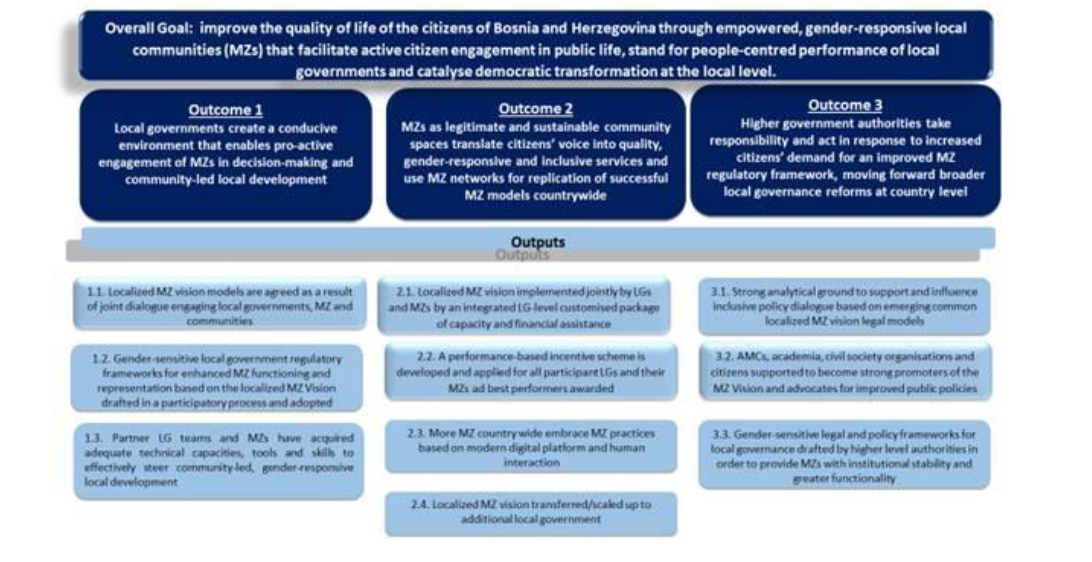 Overall Goal: improve the quality of life of the citizens of Bosnia and Herzegovina through empowered, gender-responsive local
communities (MZs) that facilitate active citizen engagement in public life, stand for people-centred performance of local
governments and catalyse democratic transformation at the local level.
Outcome 1
Local governments create a conducive
environment that enables pro-active
engagement of MZs in decision-making and
community-led local development
Outcome 2
MZs as legitimate and sustainable community
spaces translate citizens' voice into quality,
gender-responsive and inclusive services and
use MZ networks for replication of successful
MZ models countrywide
Outcome 3
Higher government authorities take
responsibility and act in response to increased
citizens' demand for an improved MZ
regulatory framework, moving forward broader
local governance reforms at country level
Outputs
Outputs
1.1. Localized MZ vision models are agreed as a result
of joint dialogue engaging local governments, MZ and
communities
1.2. Gender-sensitive local government regulatory
frameworks for enhanced MZ functioning and
representation based on the localized MZ Vision
drafted in a participatory process and adopted
1.3. Partner LG teams and MZs have acquired
adequate technical capacities, tools and skills to
effectively steer community-led, gender-responsive
local development
2.1. Localized MZ vision implemented jointly by LGs
and MZs by an integrated LG-level customised package
of capacity and financial assistance
2.2. A performance-based incentive scheme is
developed and applied for all participant LGs and their
MZs ad best performers awarded
2.3. More MZ country wide embrace MZ practices
based on modern digital platform and human
interaction
2.4. Localized MZ vision transferred/scaled up to
additional local government
3.1. Strong analytical ground to support and influence
inclusive policy dialogue based on emerging common
localized MZ vision legal models
3.2. AMCs, academia, civil society organisations and
citizens supported to become strong promoters of the
MZ Vision and advocates for improved public policies
3.3. Gender-sensitive legal and policy frameworks for
local governance drafted by higher level authorities in
order to provide MZs with institutional stability and
greater functionality